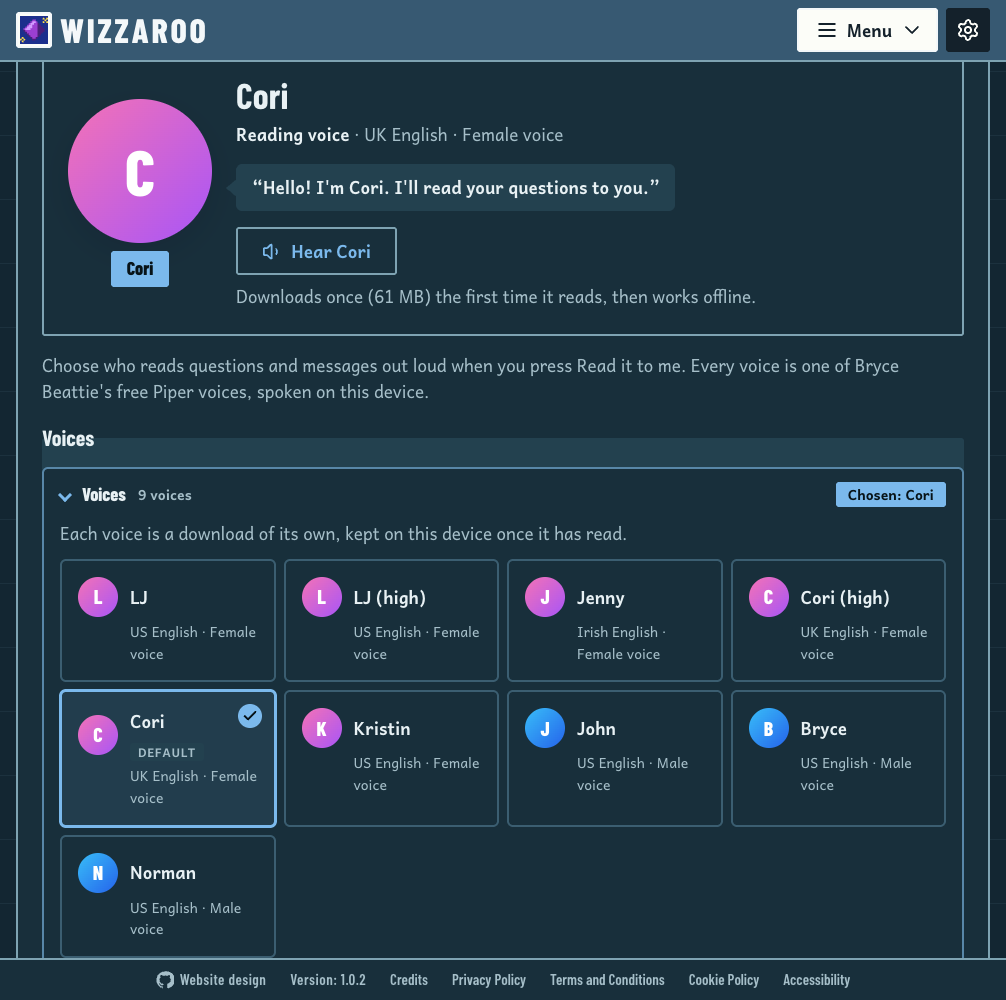 WIZZAROO
Menu
C
Cori
Cori
Reading voice · UK English · Female voice
“Hello! I'm Cori. I'll read your questions to you.”
Hear Cori
Downloads once (61 MB) the first time it reads, then works offline.
Choose who reads questions and messages out loud when you press Read it to me. Every voice is one of Bryce
Beattie's free Piper voices, spoken on this device.
Voices
Voices 9 voices
Chosen: Cori
Each voice is a download of its own, kept on this device once it has read.
L
LJ
US English · Female
voice
L
LJ (high)
US English · Female
voice
J
Jenny
Irish English ·
Female voice
C
Cori (high)
UK English · Female
voice
C
Cori
DEFAULT
UK English · Female
voice
K
Kristin
US English · Female
voice
J
John
US English · Male
voice
B
Bryce
US English · Male
voice
N
Norman
US English · Male
voice
Website design Version: 1.0.2 Credits Privacy Policy Terms and Conditions Cookie Policy Accessibility